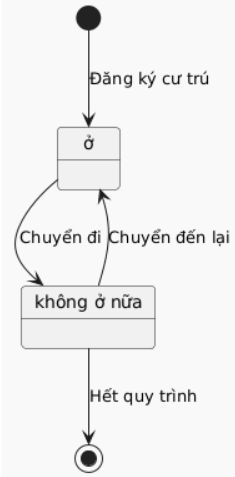 Đăng ký cư trú
ở
Chuyển đi
Chuyển đến lại
không ở nữa
Hết quy trình